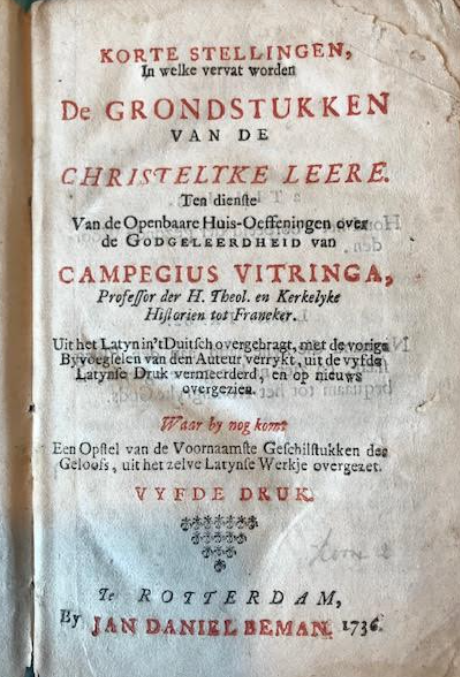 KORTE STELLINGEN,
In welke vervat worden
De GRONDSTUKKEN
VAN DE
CHRISTELYKE LEERE.
Ten dienste
Van de Openbaare Huis-Oeffeningen over
de GODGELEERDHEID van
CAMPEGIUS VITRINGA,
Professor der H. Theol. en Kerkelyke
Historien tot Franeker.
Uit het Latyn in't Duitsch overgebragt, met de vorige
Byvoegselen van den Auteur verrykt, uit de vyfde
Latynse Druk vermeerderd, en op nieuws
overgezien.
Waar by nog komt
Een Opstel van de Voornaamste Geschilstukken des
Geloofs, uit het zelve Latynse Werkje overgezet.
VYFDE DRUK.
Te ROTTERDAM,
By JAN DANIEL BEMAN. 1736.